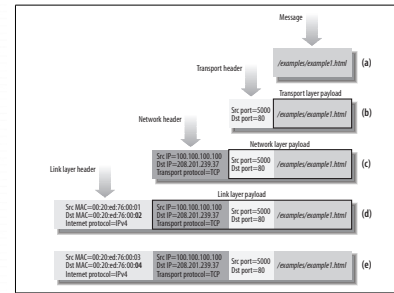 Message
/examples/example1.html
(a)
Transport header
Transport layer payload
Src port=5000
Dst port=80
/examples/example1.html
(b)
Network header
Network layer payload
Src IP=100.100.100.100
Dst IP=208.201.239.37
Transport protocol=TCP
Src port=5000
Dst port=80
/examples/example1.html
(c)
Link layer header
Link layer payload
Src MAC=00:20:ed:76:00:01
Dst MAC=00:20:ed:76:00:02
Internet protocol=IPv4
Src IP=100.100.100.100
Dst IP=208.201.239.37
Transport protocol=TCP
Src port=5000
Dst port=80
/examples/example1.html
(d)
Src MAC=00:20:ed:76:00:03
Dst MAC=00:20:ed:76:00:04
Internet protocol=IPv4
Src IP=100.100.100.100
Dst IP=208.201.239.37
Transport protocol=TCP
Src port=5000
Dst port=80
/examples/example1.html
(e)